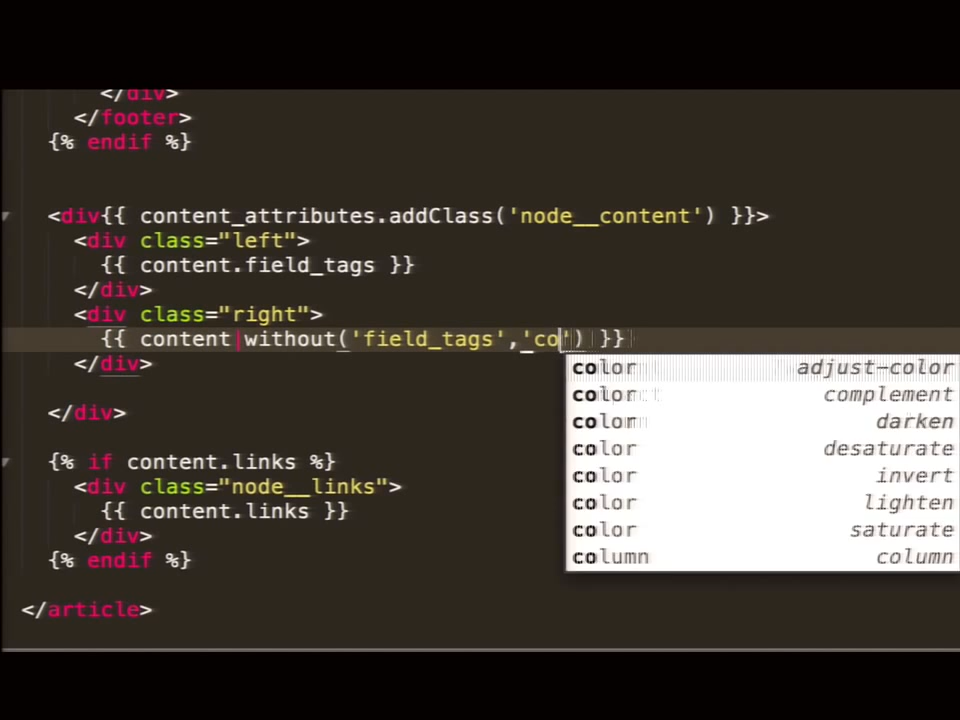 </div>
</footer>
{% endif %}
<div{{ content_attributes.addClass('node__content') }}>
<div class="left">
{{ content.field_tags }}
</div>
<div class="right">
{{ content|without('field_tags','co') }}
</div>
color adjust-color
color complement
color darken
color desaturate
color invert
color lighten
color saturate
column column
</div>
{% if content.links %}
<div class="node__links">
{{ content.links }}
</div>
{% endif %}
</article>